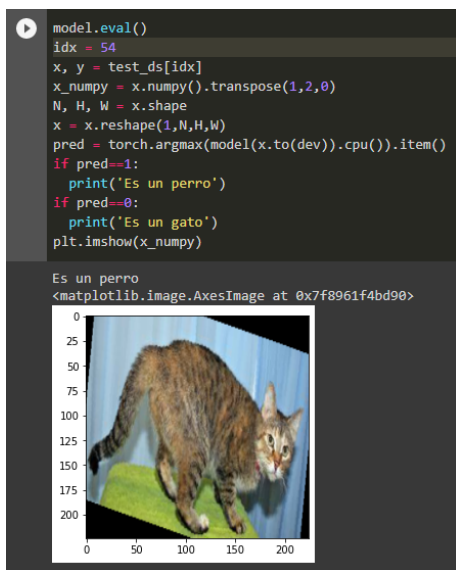 model.eval()
idx = 54
x, y = test_ds[idx]
x_numpy = x.numpy().transpose(1,2,0)
N, H, W = x.shape
x = x.reshape(1,N,H,W)
pred = torch.argmax(model(x.to(dev)).cpu()).item()
if pred==1:
  print('Es un perro')
if pred==0:
  print('Es un gato')
plt.imshow(x_numpy)
Es un perro
<matplotlib.image.AxesImage at 0x7f8961f4bd90>
0
25
50
75
100
125
150
175
200
0 50 100 150 200